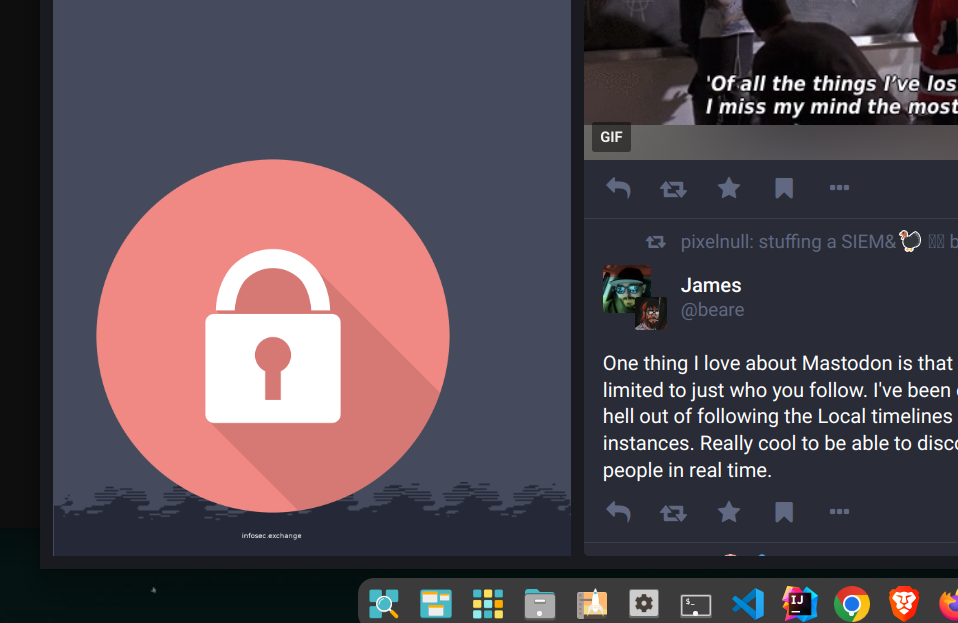 'Of all the things I've los
I miss my mind the most
GIF
pixelnull: stuffing a SIEM& b
James
@beare
One thing I love about Mastodon is that
limited to just who you follow. I've been
hell out of following the Local timelines
instances. Really cool to be able to disco
people in real time.
infosec.exchange
$_
IJ